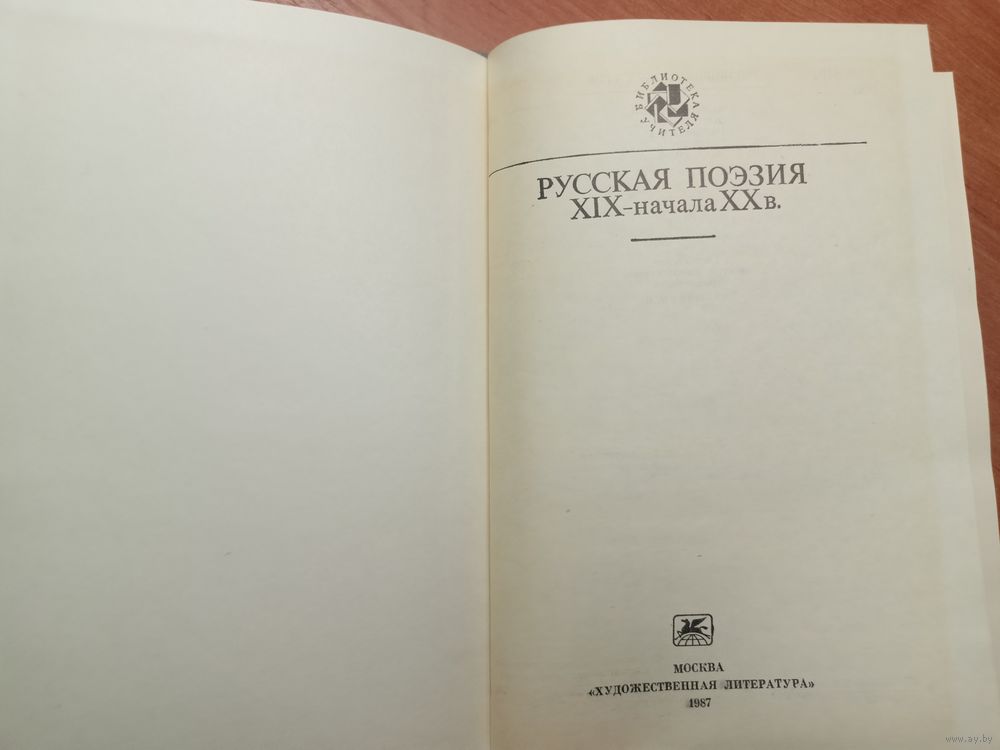 БИБЛИОТЕКА
УЧИТЕЛЯ
РУССКАЯ ПОЭЗИЯ
XIX-начала XX в.
МОСКВА
«ХУДОЖЕСТВЕННАЯ ЛИТЕРАТУРА»
1987
www.ay.by